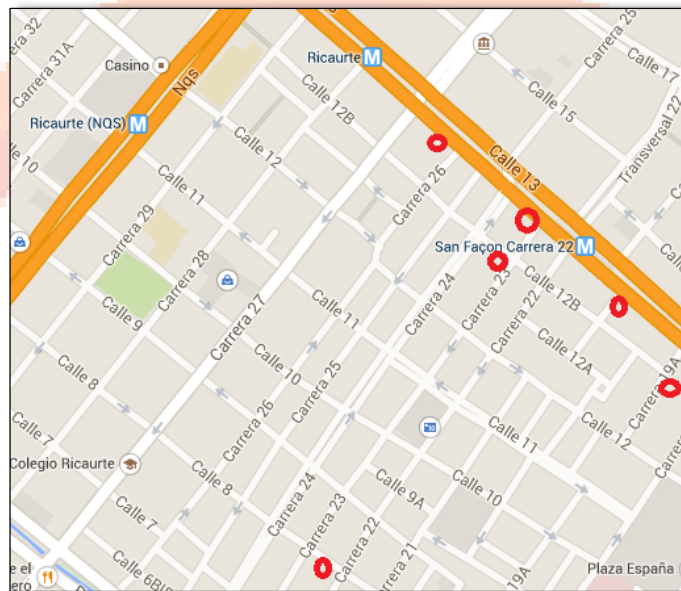 Carrera 32
Carrera 31A
Casino
Nqs
Ricaurte M
Carrera 25
Calle 17
Calle 15
Transversal 22
Calle 12B
Ricaurte (NQS) M
Calle 12
Calle 13
Calle 10
Calle 11
Carrera 26
Carrera 29
Carrera 28
San Façon Carrera 22 M
Calle 9
Carrera 27
Carrera 24
Carrera 23
Carrera 22
Calle 12B
Calle 11
Calle 12A
Carrera 19A
Calle 8
Calle 10
Carrera 25
Carrera 26
Calle 12
Calle 11
Calle 7
Colegio Ricaurte
Calle 8
Carrera 24
Carrera 23
Calle 9A
Calle 10
Calle 7
Carrera 22
Carrera 21
19A
Calle 6Bis
Plaza España
e el
ero